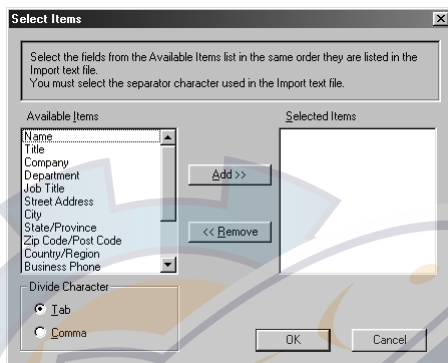 Select Items
Select the fields from the Available Items list in the same order they are listed in the
Import text file.
You must select the separator character used in the Import text file.
Available Items
Selected Items
Name
Title
Company
Department
Job Title
Street Address
City
State/Province
Zip Code/Post Code
Country/Region
Business Phone
Add >>
<< Remove
Divide Character
Tab
Comma
OK
Cancel